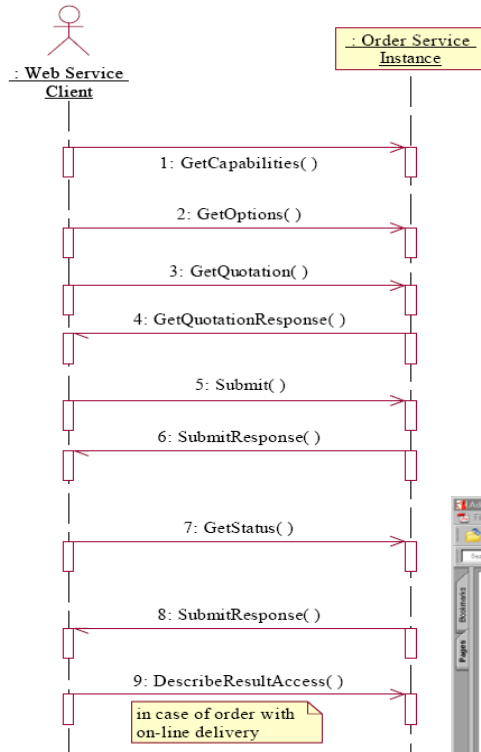 : Web Service
Client
: Order Service
Instance
1: GetCapabilities( )
2: GetOptions( )
3: GetQuotation( )
4: GetQuotationResponse( )
5: Submit( )
6: SubmitResponse( )
7: GetStatus( )
8: SubmitResponse( )
9: DescribeResultAccess( )
in case of order with
on-line delivery
Bookmarks
Pages